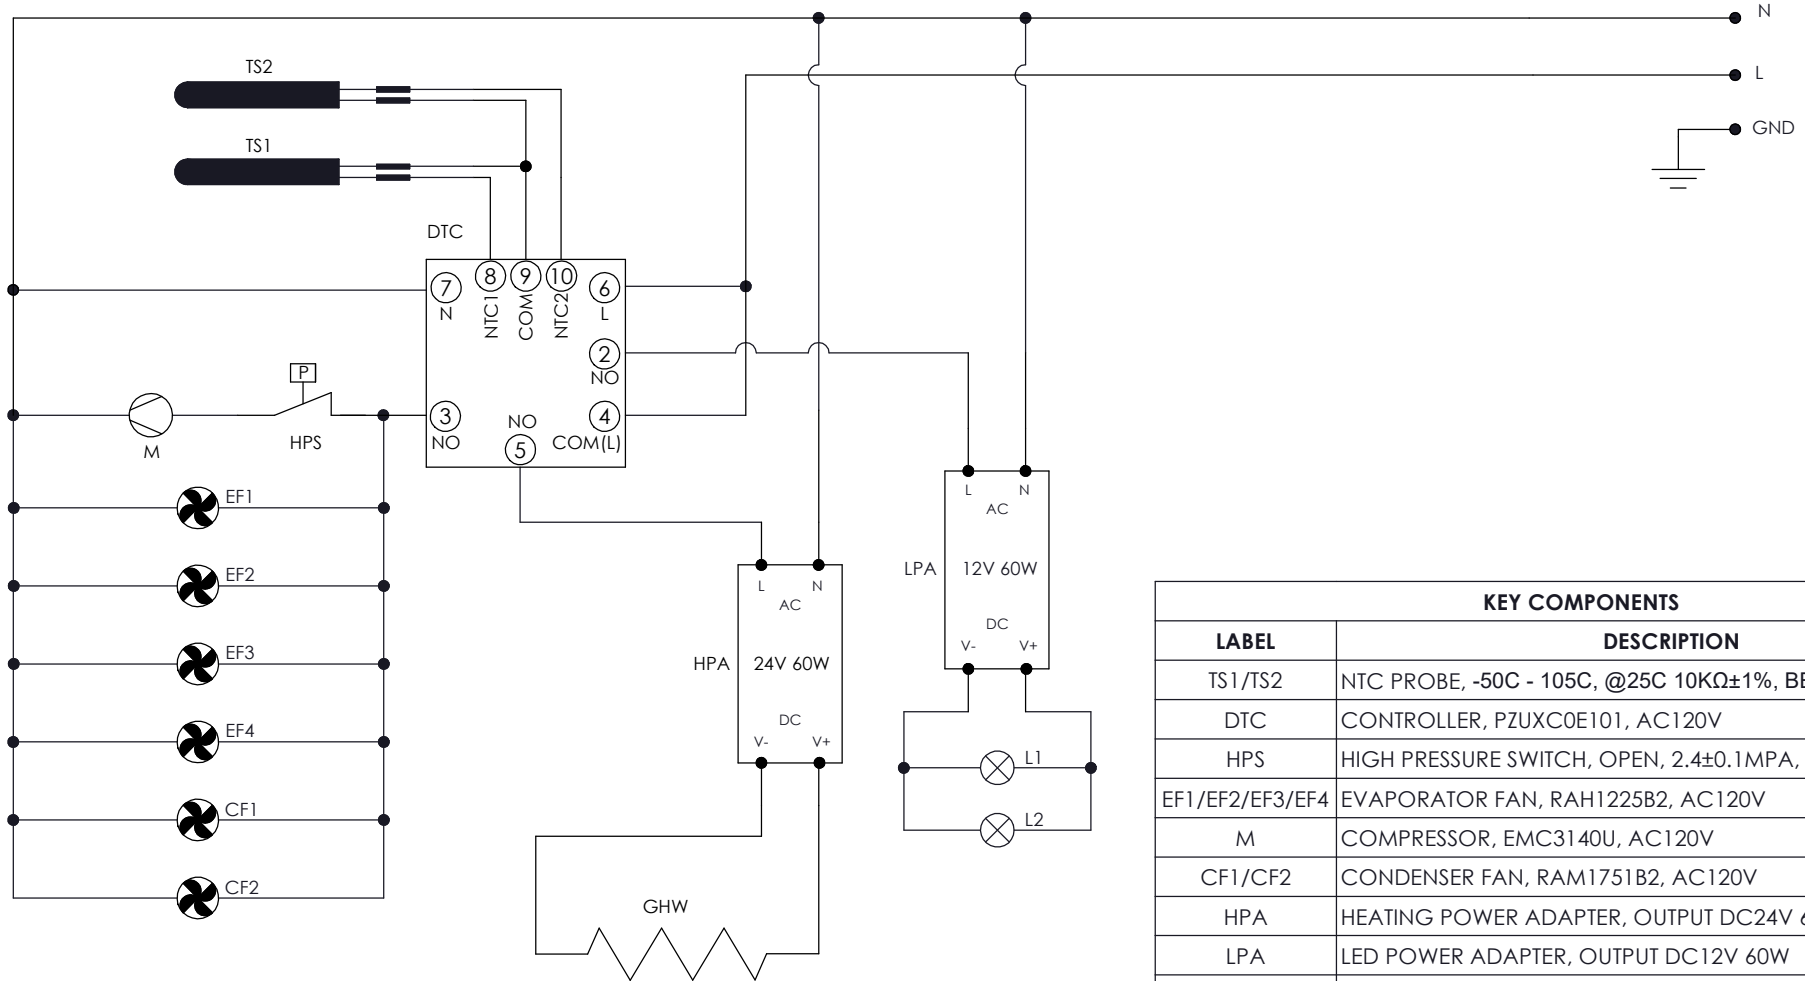 N
L
GND
TS2
TS1
DTC
7 8 9 10 6
N NTC1 COM NTC2 L
2
NO
P
3 NO 4
NO 5 COM(L)
M HPS
EF1
EF2
EF3
EF4
CF1
CF2
L N
AC
LPA 12V 60W
DC
V- V+
L N
AC
HPA 24V 60W
DC
V- V+
L1
L2
GHW
KEY COMPONENTS
LABEL DESCRIPTION
TS1/TS2 NTC PROBE, -50C - 105C, @25C 10KΩ±1%,
DTC CONTROLLER, PZUXC0E101, AC120V
HPS HIGH PRESSURE SWITCH, OPEN, 2.4±0.1MPA,
EF1/EF2/EF3/EF4 EVAPORATOR FAN, RAH1225B2, AC120V
M COMPRESSOR, EMC3140U, AC120V
CF1/CF2 CONDENSER FAN, RAM1751B2, AC120V
HPA HEATING POWER ADAPTER, OUTPUT DC24V
LPA LED POWER ADAPTER, OUTPUT DC12V 60W